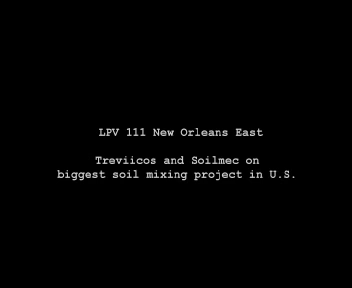 LPV 111 New Orleans East
Treviicos and Soilmec on
biggest soil mixing project in U.S.